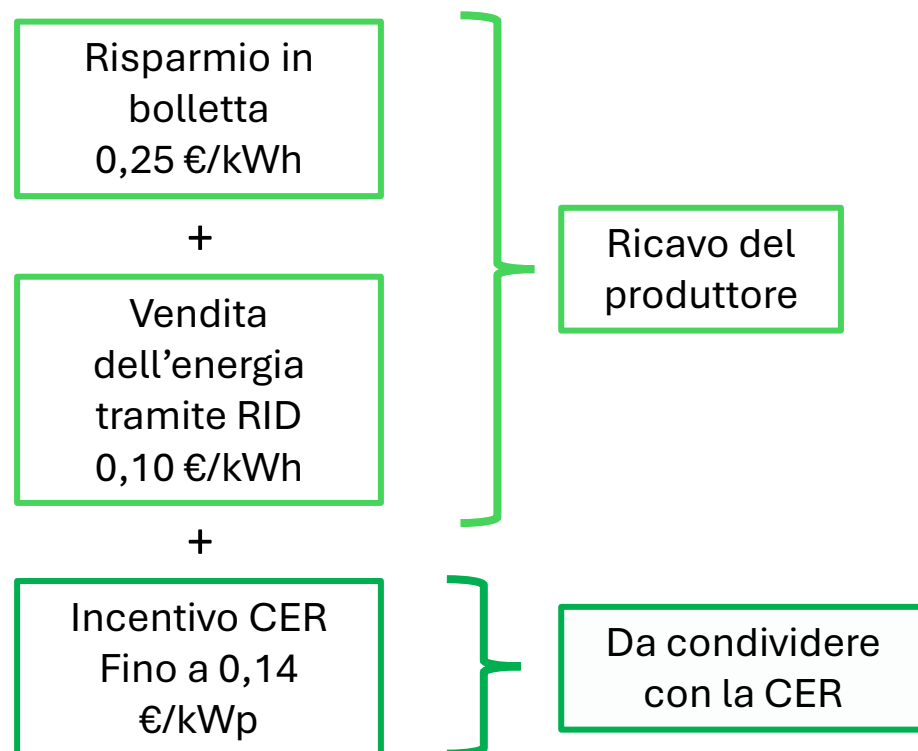 Risparmio in
bolletta
0,25 €/kWh
+
Vendita
dell’energia
tramite RID
0,10 €/kWh
Ricavo del
produttore
+
Incentivo CER
Fino a 0,14
€/kWp
Da condividere
con la CER